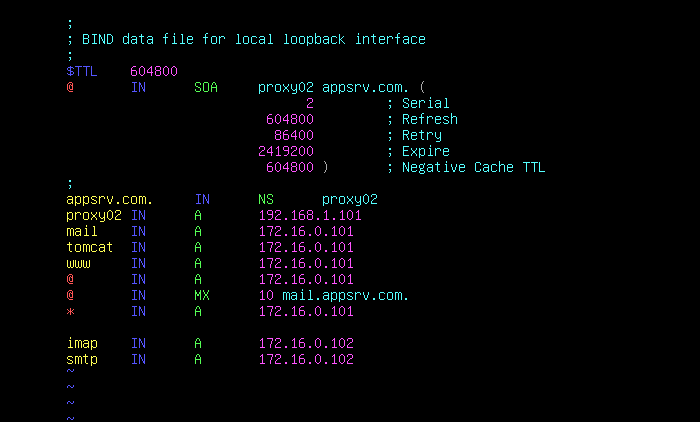 ;
; BIND data file for local loopback interface
;
$TTL    604800
@       IN      SOA     proxy02 appsrv.com. (
                              2         ; Serial
                         604800         ; Refresh
                          86400         ; Retry
                        2419200         ; Expire
                         604800 )       ; Negative Cache TTL
;
appsrv.com.     IN      NS      proxy02
proxy02 IN      A       192.168.1.101
mail    IN      A       172.16.0.101
tomcat  IN      A       172.16.0.101
www     IN      A       172.16.0.101
@       IN      A       172.16.0.101
@       IN      MX      10 mail.appsrv.com.
*       IN      A       172.16.0.101

imap    IN      A       172.16.0.102
smtp    IN      A       172.16.0.102
~
~
~
~